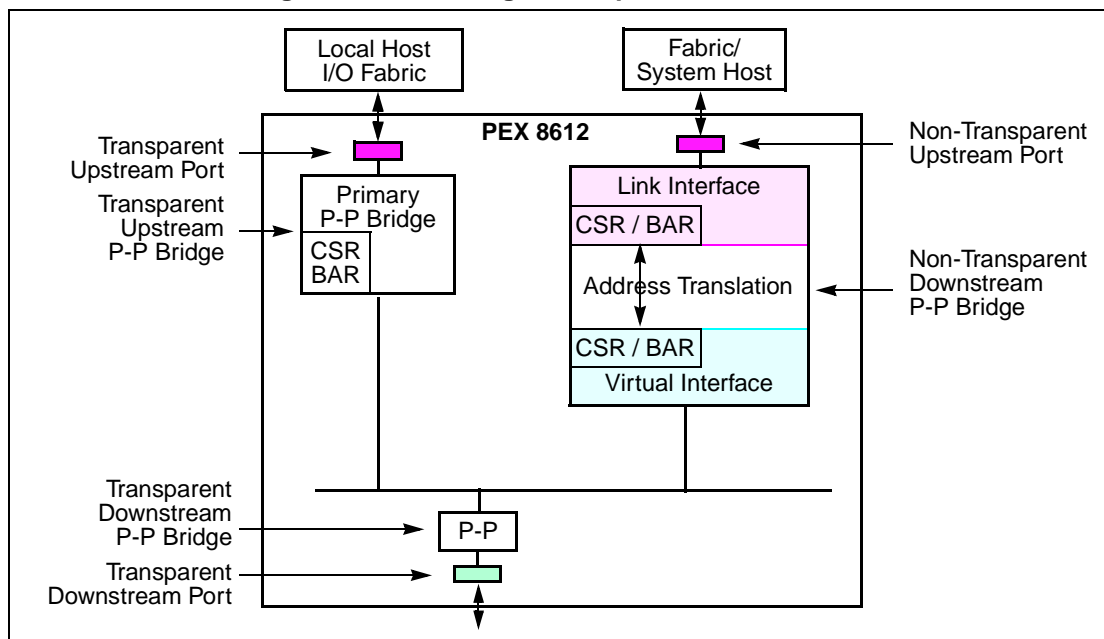 Local Host
I/O Fabric
Fabric/
System Host
PEX 8612
Transparent
Upstream Port
Non-Transparent
Upstream Port
Transparent
Upstream
P-P Bridge
Primary
P-P Bridge
CSR
BAR
Link Interface
CSR / BAR
Address Translation
CSR / BAR
Virtual Interface
Non-Transparent
Downstream
P-P Bridge
Transparent
Downstream
P-P Bridge
P-P
Transparent
Downstream Port